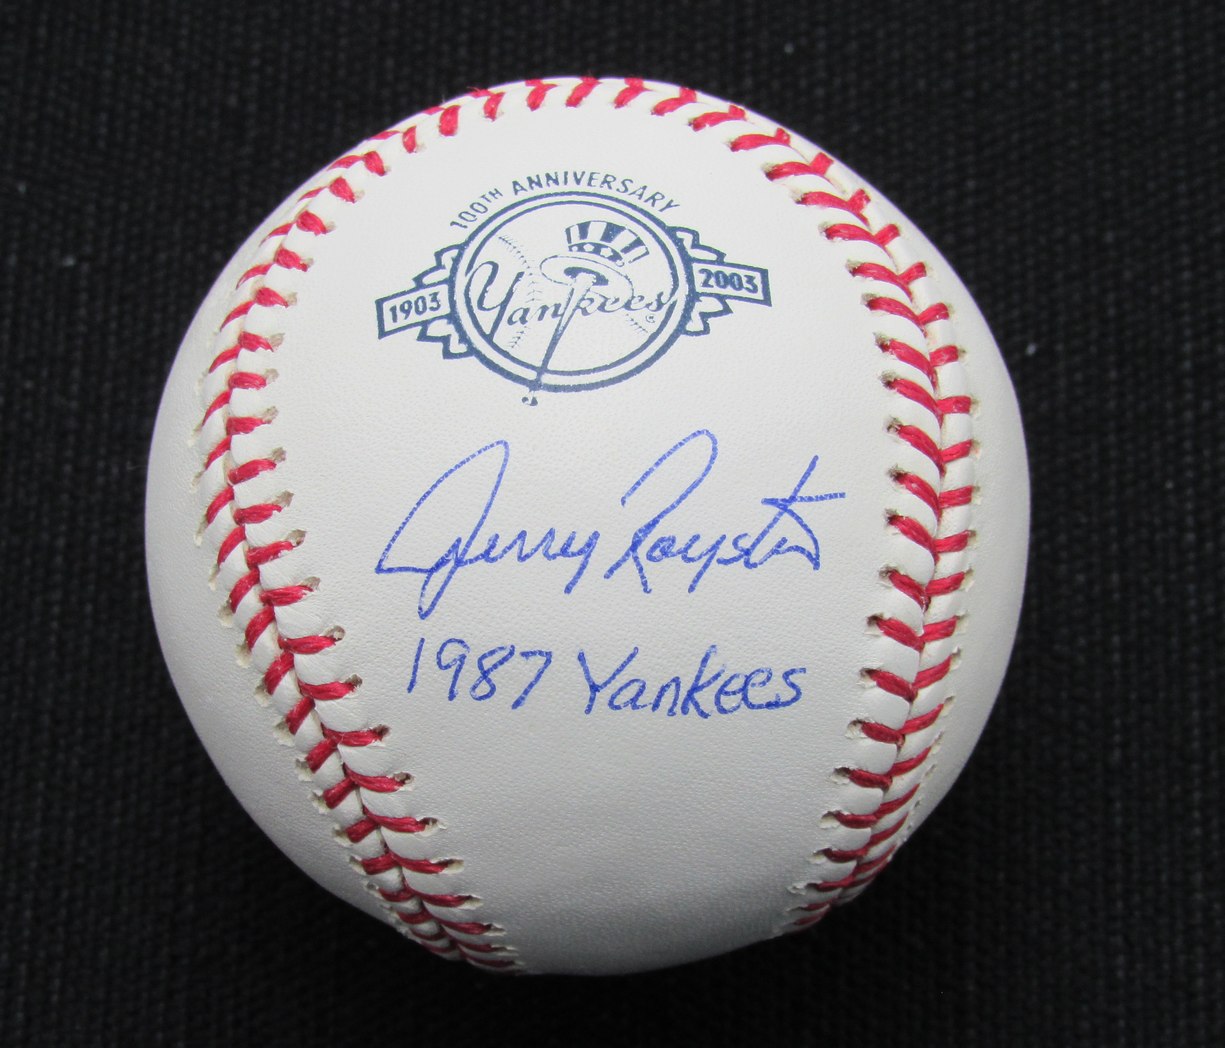 100TH ANNIVERSARY
1903 Yankees 2003
Jerry Royster
1987 Yankees